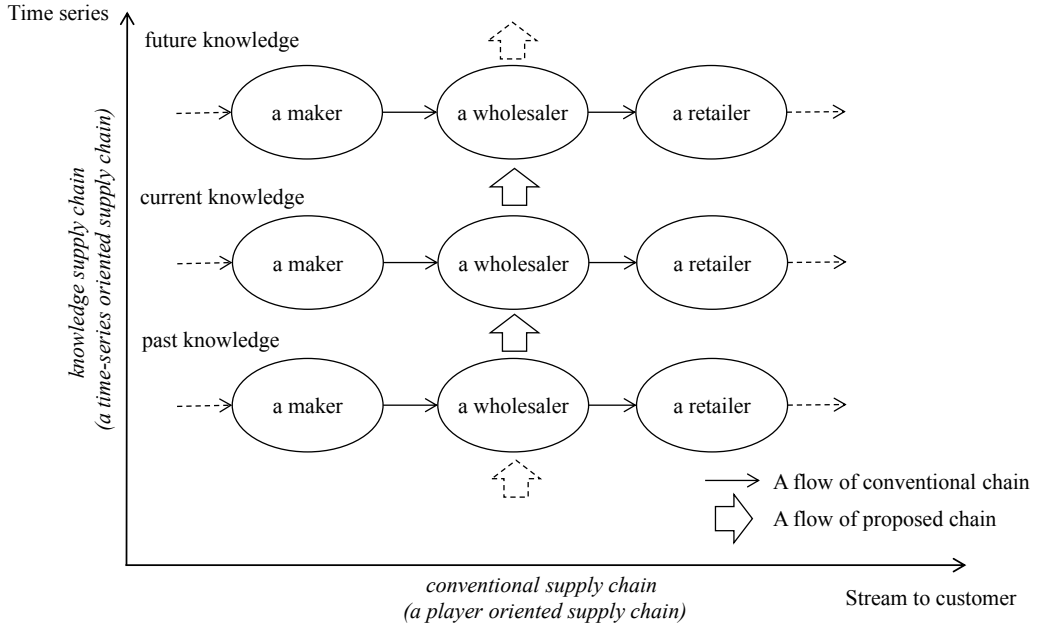 Time series
future knowledge
a maker
a wholesaler
a retailer
knowledge supply chain
(a time-series oriented supply chain)
current knowledge
a maker
a wholesaler
a retailer
past knowledge
a maker
a wholesaler
a retailer
A flow of conventional chain
A flow of proposed chain
conventional supply chain
(a player oriented supply chain)
Stream to customer